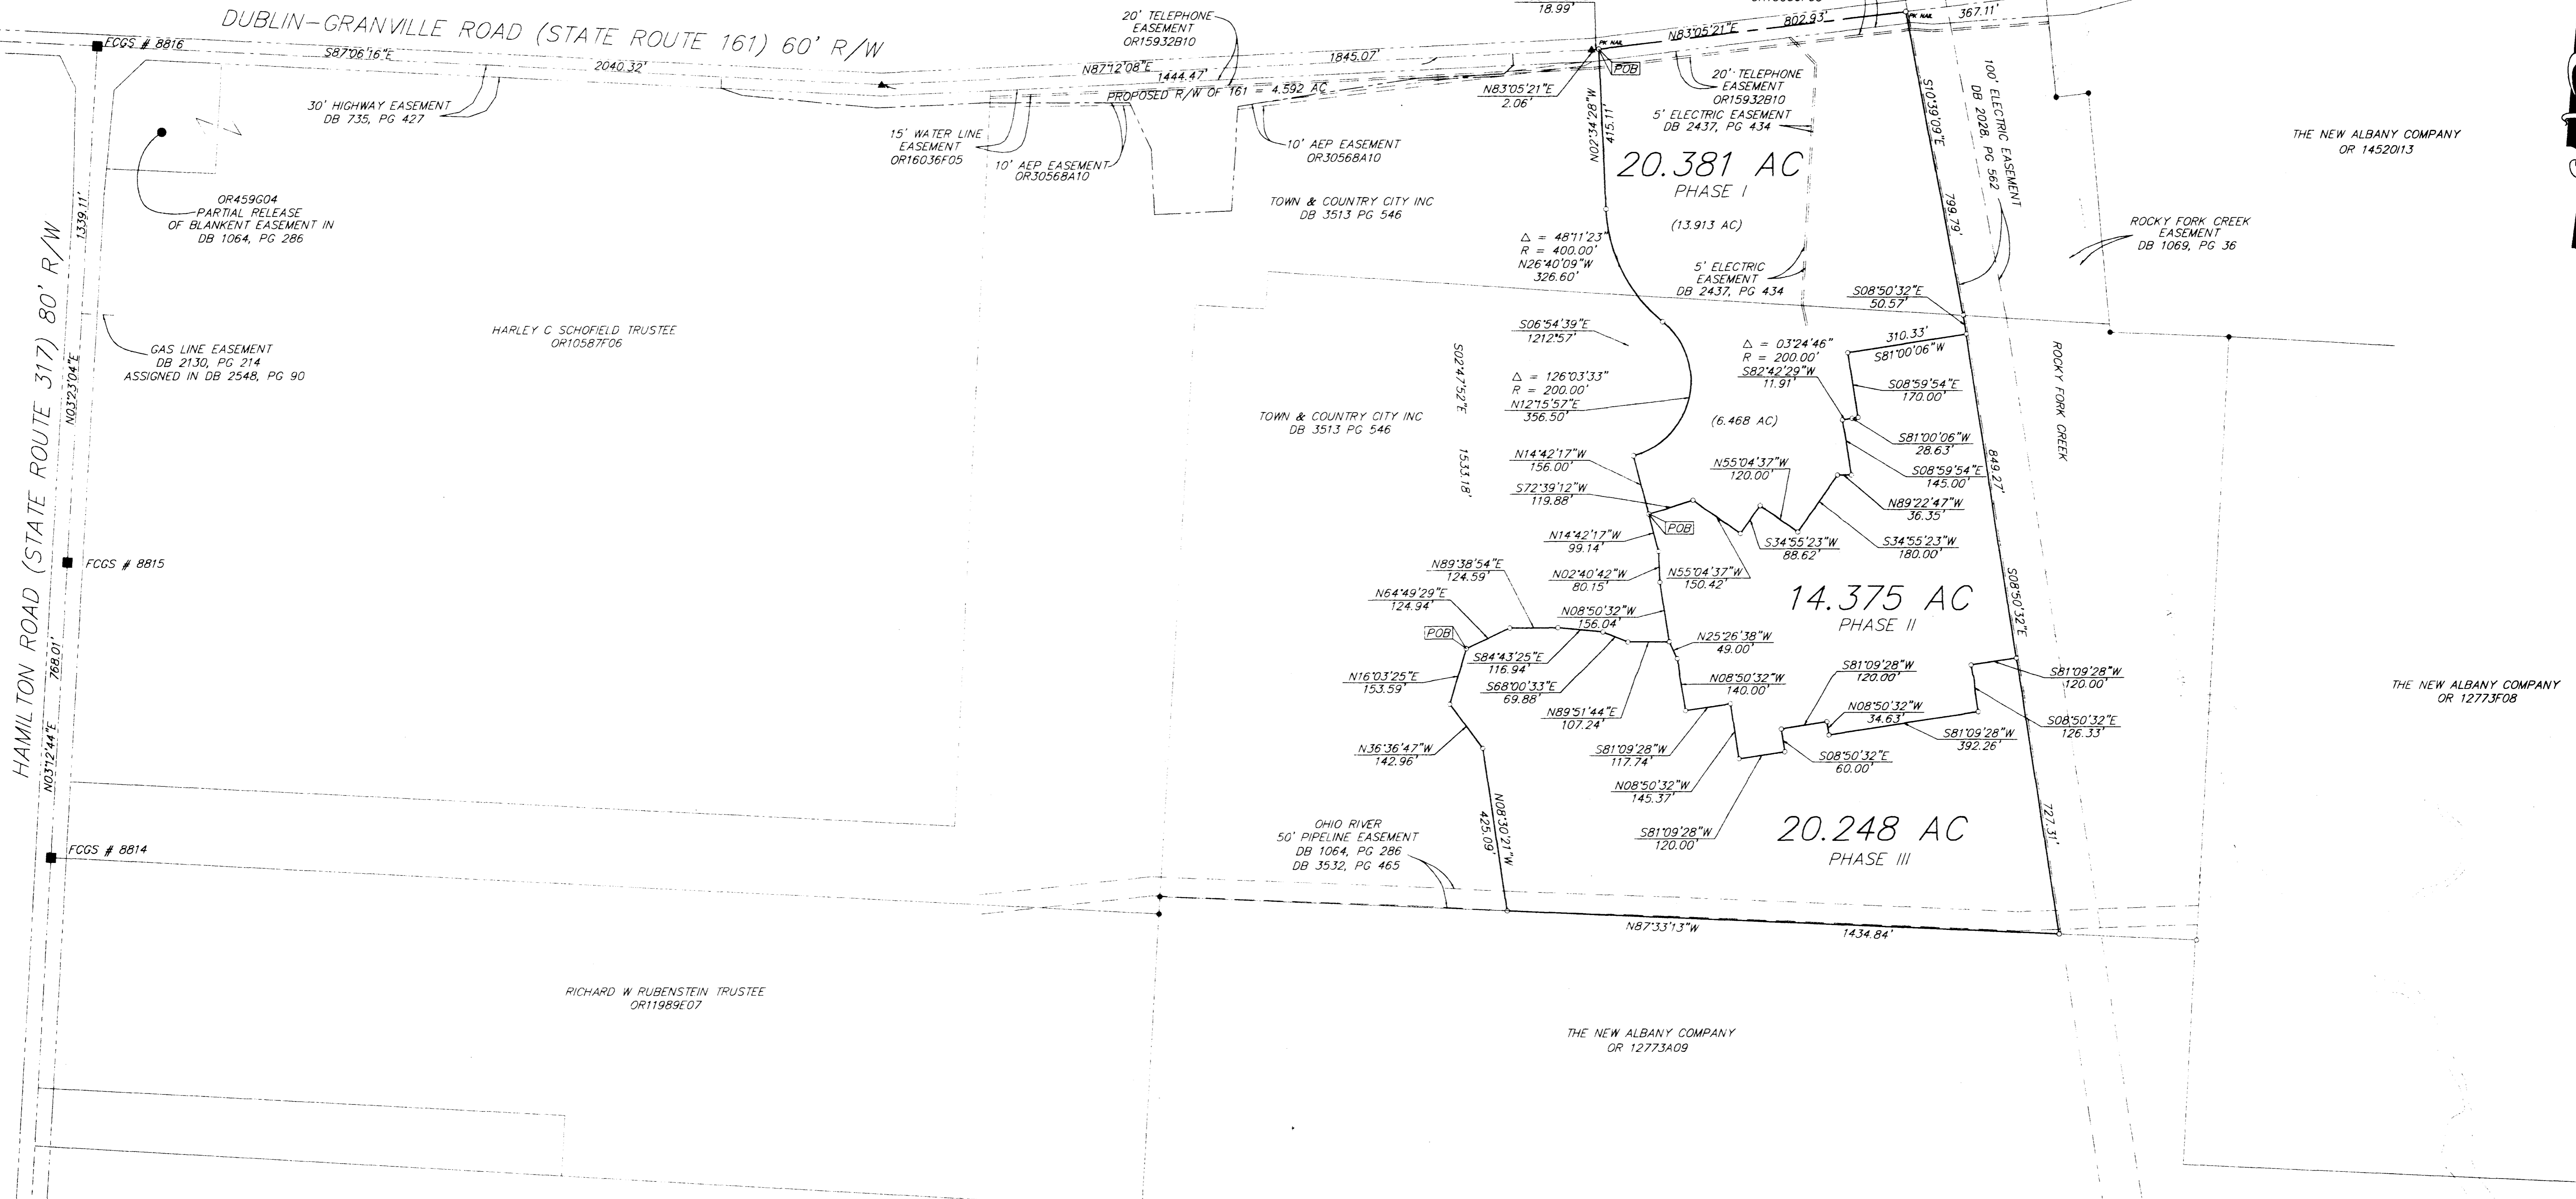 DUBLIN-GRANVILLE ROAD (STATE ROUTE 161) 60' R/W
FCGS # 8816
S87°06'16"E
2040.32'
30' HIGHWAY EASEMENT
DB 735, PG 427
OR459G04
PARTIAL RELEASE
OF BLANKENT EASEMENT IN
DB 1064, PG 286
HAMILTON ROAD (STATE ROUTE 317) 80' R/W
1339.11'
N03°23'04"E
GAS LINE EASEMENT
DB 2130, PG 214
ASSIGNED IN DB 2548, PG 90
HARLEY C SCHOFIELD TRUSTEE
OR10587F06
FCGS # 8815
768.01'
N03°12'44"E
FCGS # 8814
RICHARD W RUBENSTEIN TRUSTEE
OR11989E07
20' TELEPHONE
EASEMENT
OR15932B10
N87°12'08"E
1444.47'
1845.07'
PROPOSED R/W OF 161 = 4.592 AC
15' WATER LINE
EASEMENT
OR16036F05
10' AEP EASEMENT
OR30568A10
10' AEP EASEMENT
OR30568A10
TOWN & COUNTRY CITY INC
DB 3513 PG 546
18.99'
PK NAIL
POB
N83°05'21"E
2.06'
N83°05'21"E
802.93'
PK NAIL
367.11'
20' TELEPHONE
EASEMENT
OR15932B10
5' ELECTRIC EASEMENT
DB 2437, PG 434
N02°34'28"W
415.11'
20.381 AC
PHASE I
(13.913 AC)
S10°39'09"E
799.79'
100' ELECTRIC EASEMENT
DB 2028, PG 562
THE NEW ALBANY COMPANY
OR 14520I13
ROCKY FORK CREEK
EASEMENT
DB 1069, PG 36
Δ = 48°11'23"
R = 400.00'
N26°40'09"W
326.60'
5' ELECTRIC
EASEMENT
DB 2437, PG 434
S08°50'32"E
50.57'
S06°54'39"E
1212.57'
310.33'
S81°00'06"W
Δ = 03°24'46"
R = 200.00'
S82°42'29"W
11.91'
S08°59'54"E
170.00'
ROCKY FORK CREEK
S02°47'52"E
1533.18'
Δ = 126°03'33"
R = 200.00'
N12°15'57"E
356.50'
TOWN & COUNTRY CITY INC
DB 3513 PG 546
(6.468 AC)
S81°00'06"W
28.63'
N14°42'17"W
156.00'
N55°04'37"W
120.00'
S08°59'54"E
145.00'
849.27'
S72°39'12"W
119.88'
N89°22'47"W
36.35'
POB
N14°42'17"W
99.14'
S34°55'23"W
88.62'
S34°55'23"W
180.00'
N89°38'54"E
124.59'
N02°40'42"W
80.15'
N55°04'37"W
150.42'
S08°50'32"E
N64°49'29"E
124.94'
N08°50'32"W
156.04'
14.375 AC
PHASE II
POB
N25°26'38"W
49.00'
S84°43'25"E
116.94'
S81°09'28"W
120.00'
S81°09'28"W
120.00'
N16°03'25"E
153.59'
S68°00'33"E
69.88'
N08°50'32"W
140.00'
THE NEW ALBANY COMPANY
OR 12773F08
N89°51'44"E
107.24'
N08°50'32"W
34.63'
S08°50'32"E
126.33'
N36°36'47"W
142.96'
S81°09'28"W
117.74'
S08°50'32"E
60.00'
S81°09'28"W
392.26'
N08°50'32"W
145.37'
N08°30'21"W
425.09'
OHIO RIVER
50' PIPELINE EASEMENT
DB 1064, PG 286
DB 3532, PG 465
S81°09'28"W
120.00'
20.248 AC
PHASE III
727.31'
N87°33'13"W
1434.84'
THE NEW ALBANY COMPANY
OR 12773A09